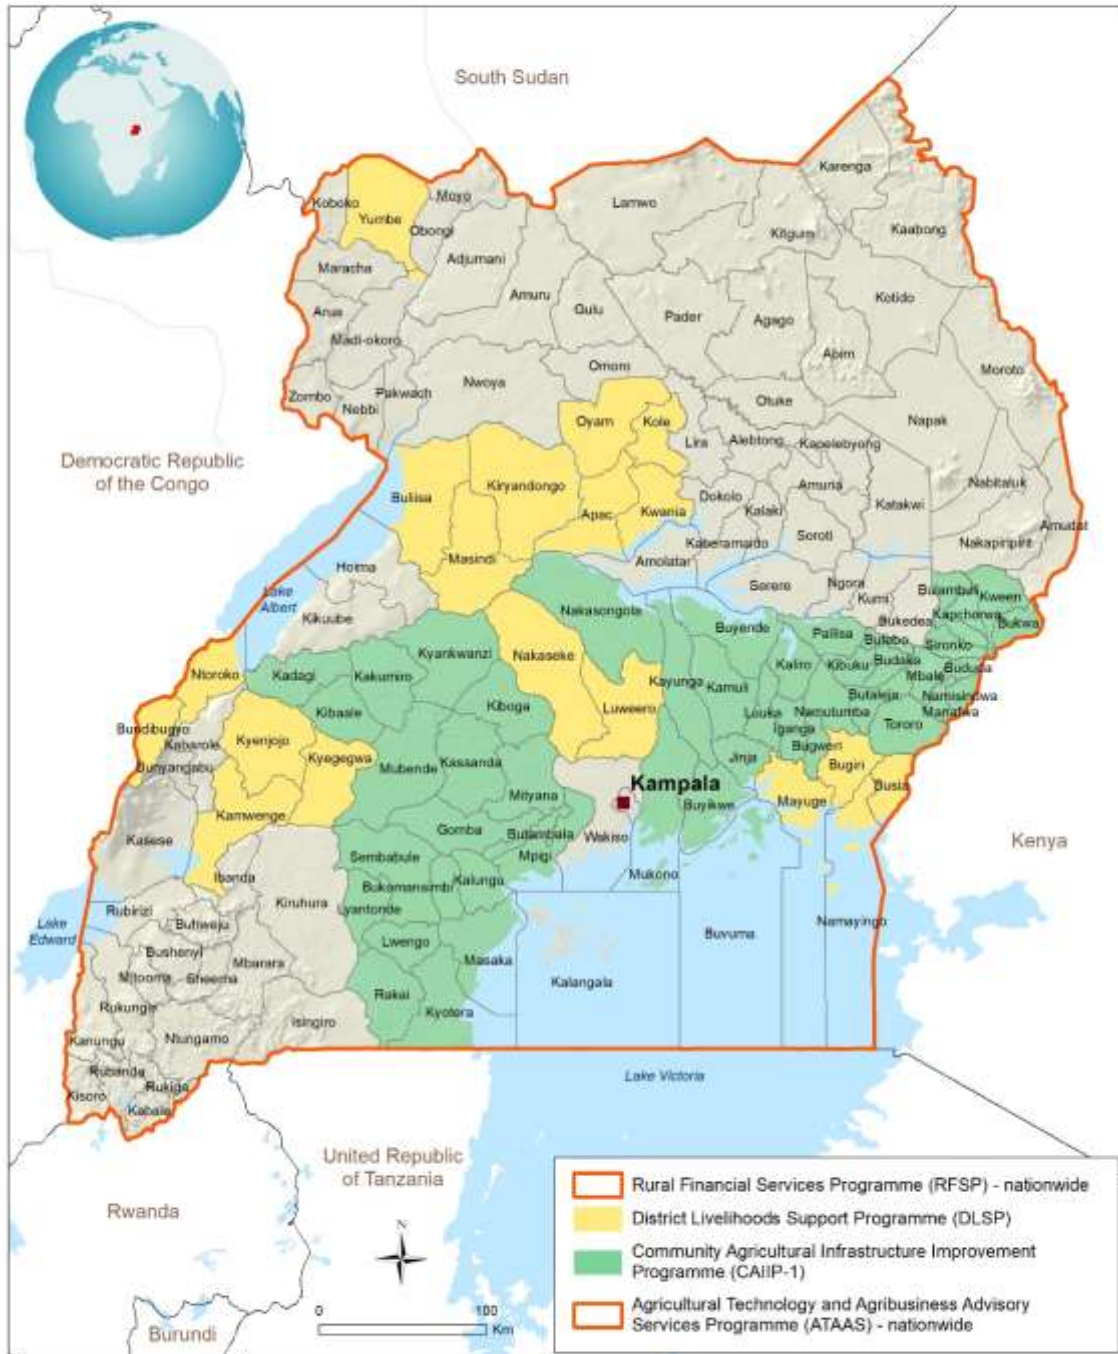 South Sudan
Karenga
Koboko
Moyo
Lamwo
Yumbe
Kaabong
Obongi
Kitgum
Adjumani
Maracha
Amuru
Kotido
Gulu
Pader
Agago
Arua
Madi-okoro
Abim
Omoro
Moroto
Nwoya
Pakwach
Zombo
Nebbi
Otuke
Oyam
Kole
Napak
Lira
Alebtong
Kapelebyong
Democratic Republic
of the Congo
Kiryandongo
Buliisa
Amuria
Nabilatuk
Dokolo
Kwania
Apac
Kalaki
Katakwi
Amudat
Kaberamaido
Soroti
Nakapiripirit
Masindi
Amolatar
Hoima
Serere
Ngora
Kumi
Bulambuli
Kween
Lake
Albert
Nakasongola
Kapchorwa
Bukwa
Kikuube
Bukedea
Buyende
Pallisa
Butebo
Sironko
Kyankwanzi
Nakaseke
Kaliro
Kibuku
Budaka
Bududa
Ntoroko
Kadagi
Kakumiro
Kayunga
Kamuli
Mbale
Kibaale
Kiboga
Luweero
Butaleja
Namisindwa
Luuka
Namutumba
Manafwa
Bundibugyo
Kabarole
Kyenjojo
Iganga
Tororo
Bugweri
Kyegegwa
Bunyangabu
Mubende
Kassanda
Jinja
Bugiri
Kampala
Busia
Mityana
Mayuge
Kamwenge
Buyikwe
Gomba
Butambala
Wakiso
Kasese
Kenya
Sembabule
Mpigi
Mukono
Ibanda
Bukomansimbi
Kalungu
Kiruhura
Rubirizi
Lyantonde
Lake
Edward
Buhweju
Namayingo
Buvuma
Lwengo
Bushenyi
Masaka
Mbarara
Mitooma
Sheema
Kalangala
Rakai
Rukungiri
Kyotera
Isingiro
Kanungu
Ntungamo
Rubanda
Lake Victoria
Rukiga
Kisoro
Kabale
United Republic
of Tanzania
Rwanda
Burundi
N
0 100
Km
Rural Financial Services Programme (RFSP) - nationwide
District Livelihoods Support Programme (DLSP)
Community Agricultural Infrastructure Improvement
Programme (CAIIP-1)
Agricultural Technology and Agribusiness Advisory
Services Programme (ATAAS) - nationwide